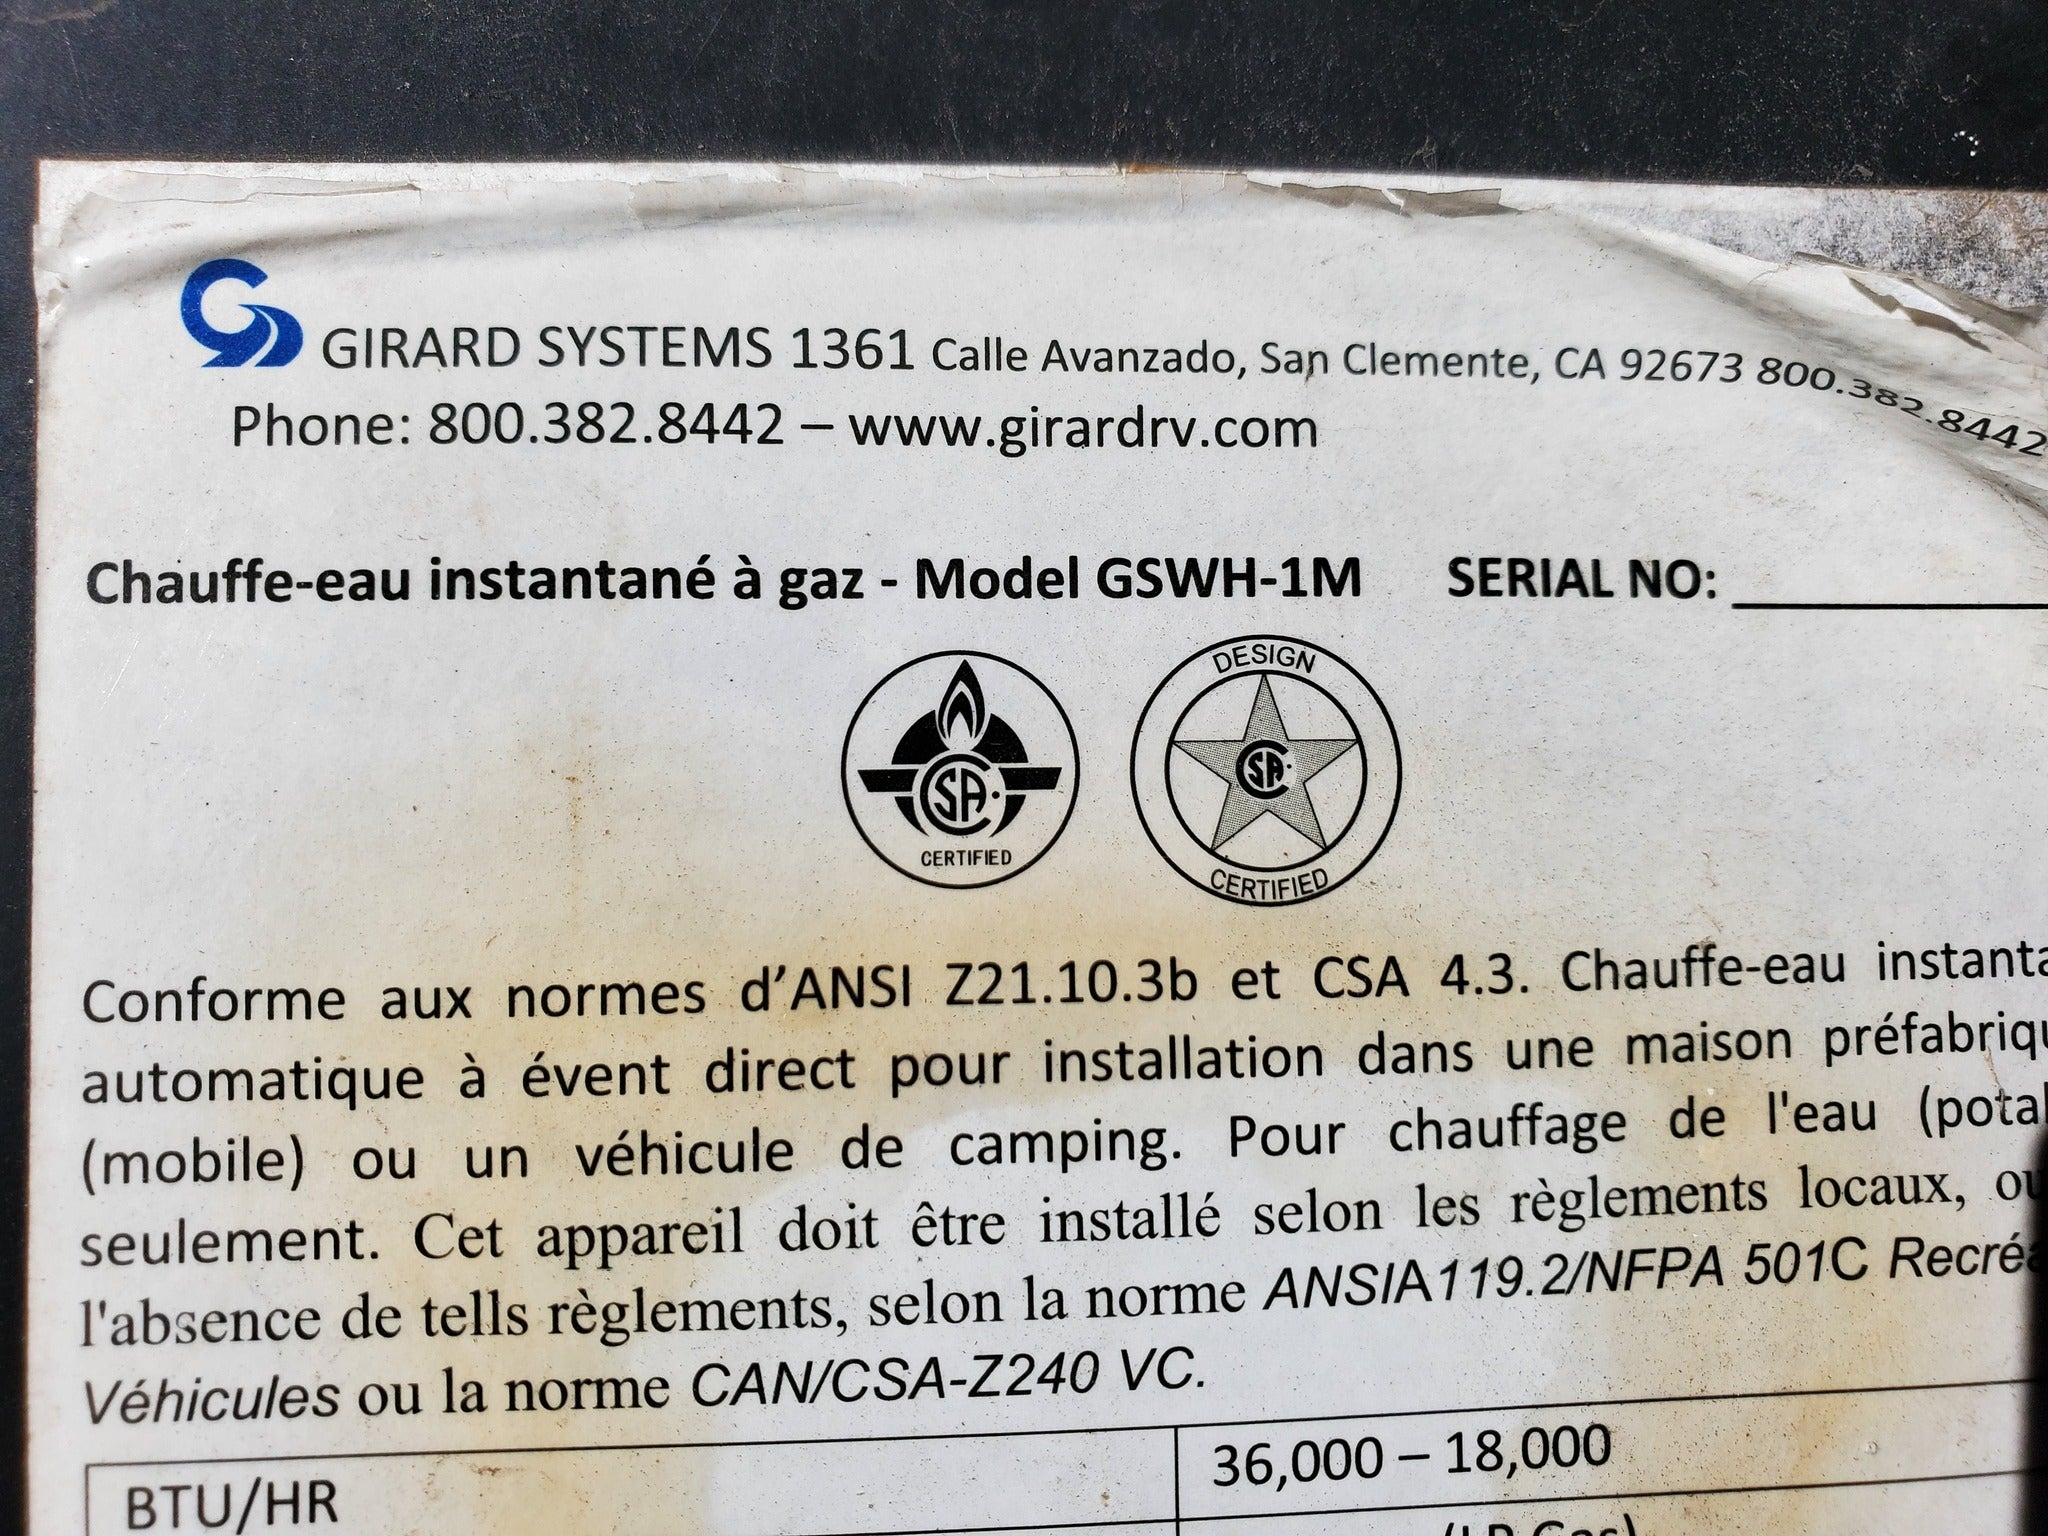 GIRARD SYSTEMS 1361 Calle Avanzado, San Clemente, CA 92673 800.382.8442
Phone: 800.382.8442 – www.girardrv.com
Chauffe-eau instantané à gaz - Model GSWH-1M SERIAL NO:
CSA CERTIFIED
DESIGN CSA CERTIFIED
Conforme aux normes d'ANSI Z21.10.3b et CSA 4.3. Chauffe-eau
automatique à évent direct pour installation dans une maison
(mobile) ou un véhicule de camping. Pour chauffage de l'eau
seulement. Cet appareil doit être installé selon les règlements locaux, ou
l'absence de tells règlements, selon la norme ANSIA119.2/NFPA 501C
Véhicules ou la norme CAN/CSA-Z240 VC.
BTU/HR 36,000 – 18,000
(LP Gas)